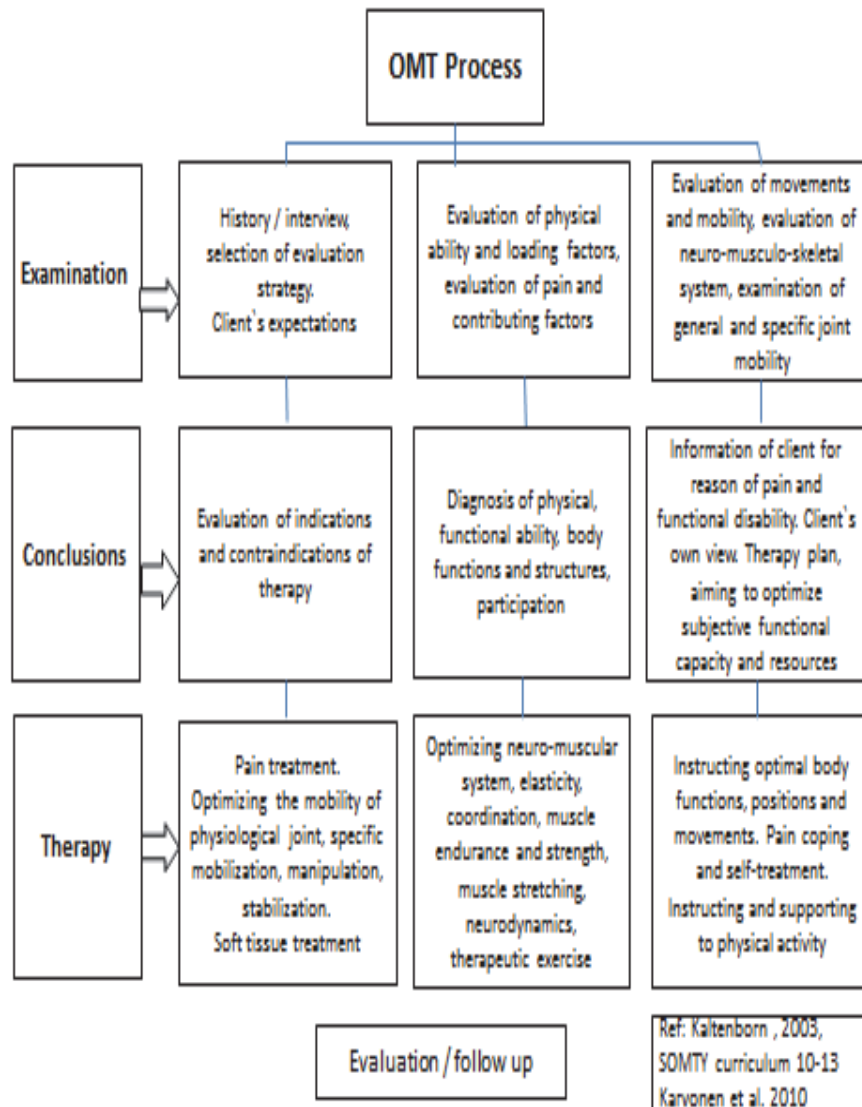 OMT Process
Examination
History / interview,
selection of evaluation
strategy.
Client`s expectations
Evaluation of physical
ability and loading factors,
evaluation of pain and
contributing factors
Evaluation of movements
and mobility, evaluation of
neuro-musculo-skeletal
system, examination of
general and specific joint
mobility
Conclusions
Evaluation of indications
and contraindications of
therapy
Diagnosis of physical,
functional ability, body
functions and structures,
participation
Information of client for
reason of pain and
functional disability. Client`s
own view. Therapy plan,
aiming to optimize
subjective functional
capacity and resources
Therapy
Pain treatment.
Optimizing the mobility of
physiological joint, specific
mobilization, manipulation,
stabilization.
Soft tissue treatment
Optimizing neuro-muscular
system, elasticity,
coordination, muscle
endurance and strength,
muscle stretching,
neurodynamics,
therapeutic exercise
Instructing optimal body
functions, positions and
movements. Pain coping
and self-treatment.
Instructing and supporting
to physical activity
Evaluation / follow up
Ref: Kaltenborn , 2003,
SOMTY curriculum 10-13
Karvonen et al. 2010